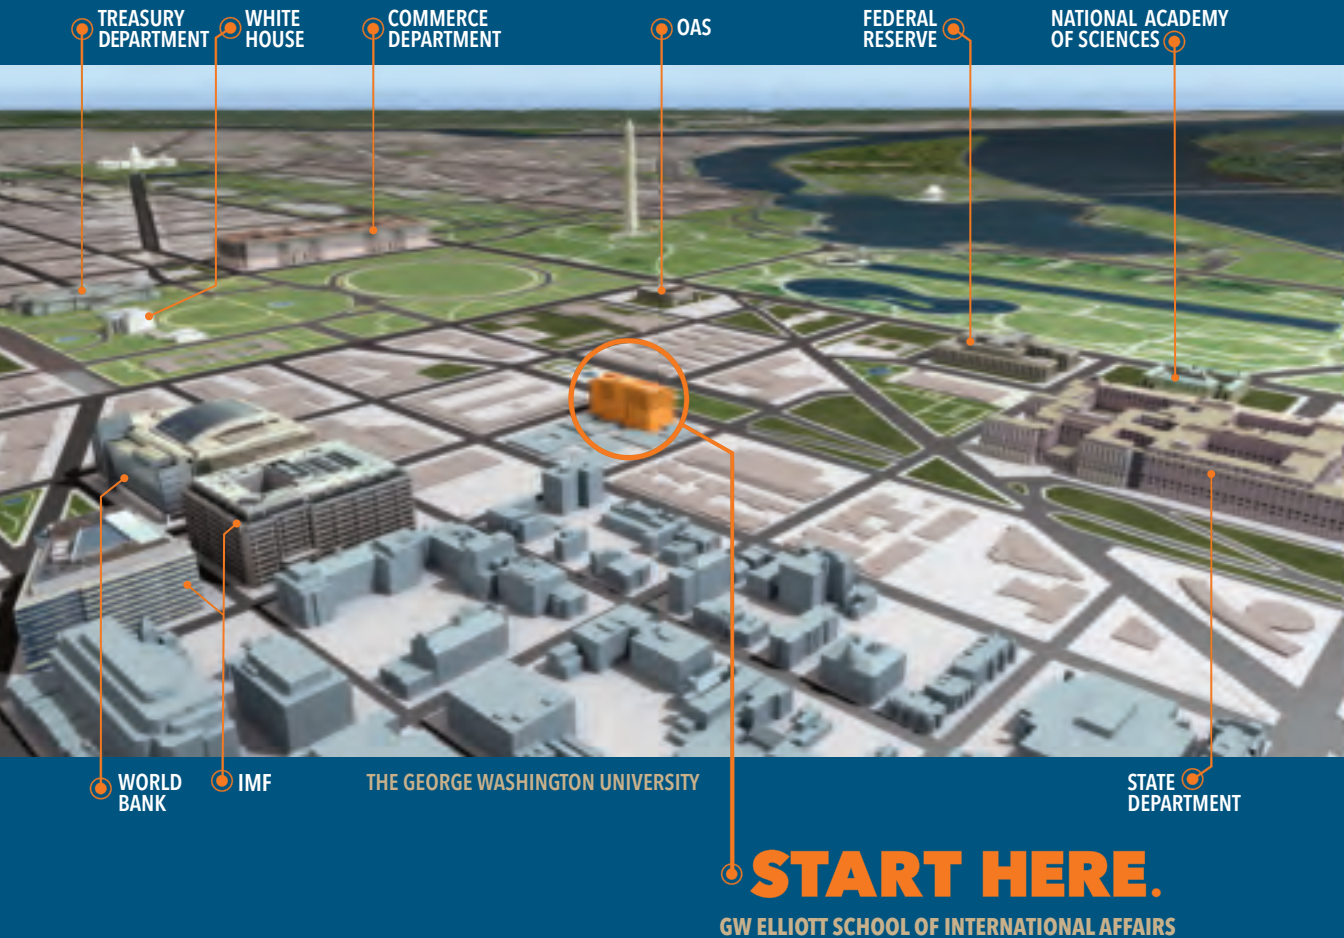 TREASURY
DEPARTMENT
WHITE
HOUSE
COMMERCE
DEPARTMENT
OAS
FEDERAL
RESERVE
NATIONAL ACADEMY
OF SCIENCES
WORLD
BANK
IMF
THE GEORGE WASHINGTON UNIVERSITY
STATE
DEPARTMENT
START HERE.
GW ELLIOTT SCHOOL OF INTERNATIONAL AFFAIRS